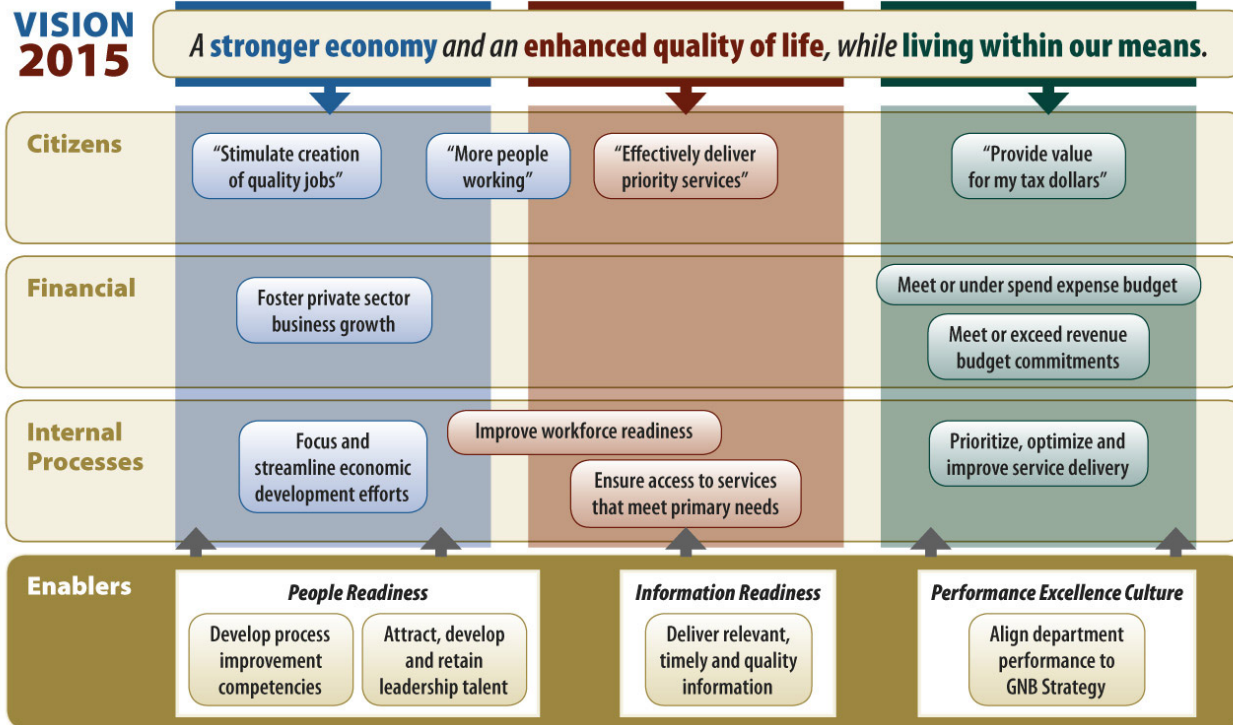 VISION
2015
A stronger economy and an enhanced quality of life, while living within our means.
Citizens
“Stimulate creation
of quality jobs”
“More people
working”
“Effectively deliver
priority services”
“Provide value
for my tax dollars”
Financial
Foster private sector
business growth
Meet or under spend expense budget
Meet or exceed revenue
budget commitments
Internal
Processes
Focus and
streamline economic
development efforts
Improve workforce readiness
Ensure access to services
that meet primary needs
Prioritize, optimize and
improve service delivery
Enablers
People Readiness
Develop process
improvement
competencies
Attract, develop
and retain
leadership talent
Information Readiness
Deliver relevant,
timely and quality
information
Performance Excellence Culture
Align department
performance to
GNB Strategy